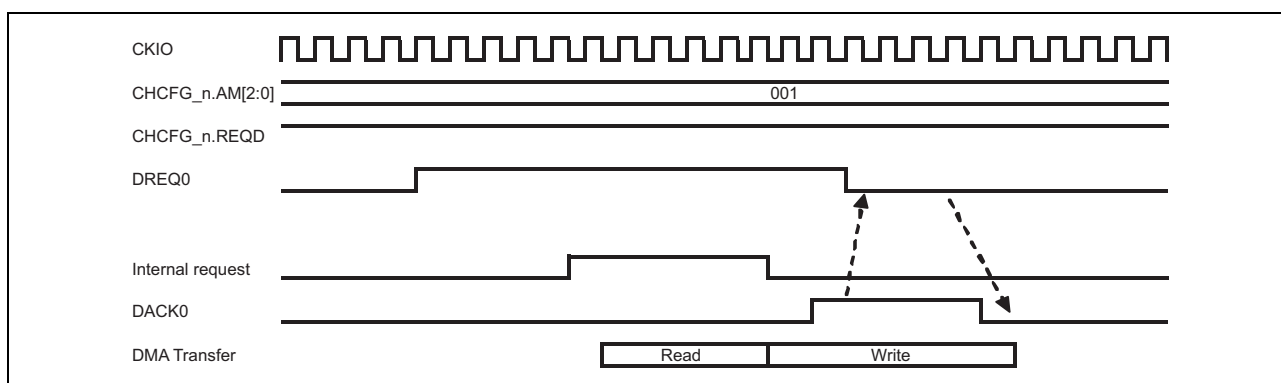 CKIO
CHCFG_n.AM[2:0]
001
CHCFG_n.REQD
DREQ0
Internal request
DACK0
DMA Transfer
Read
Write